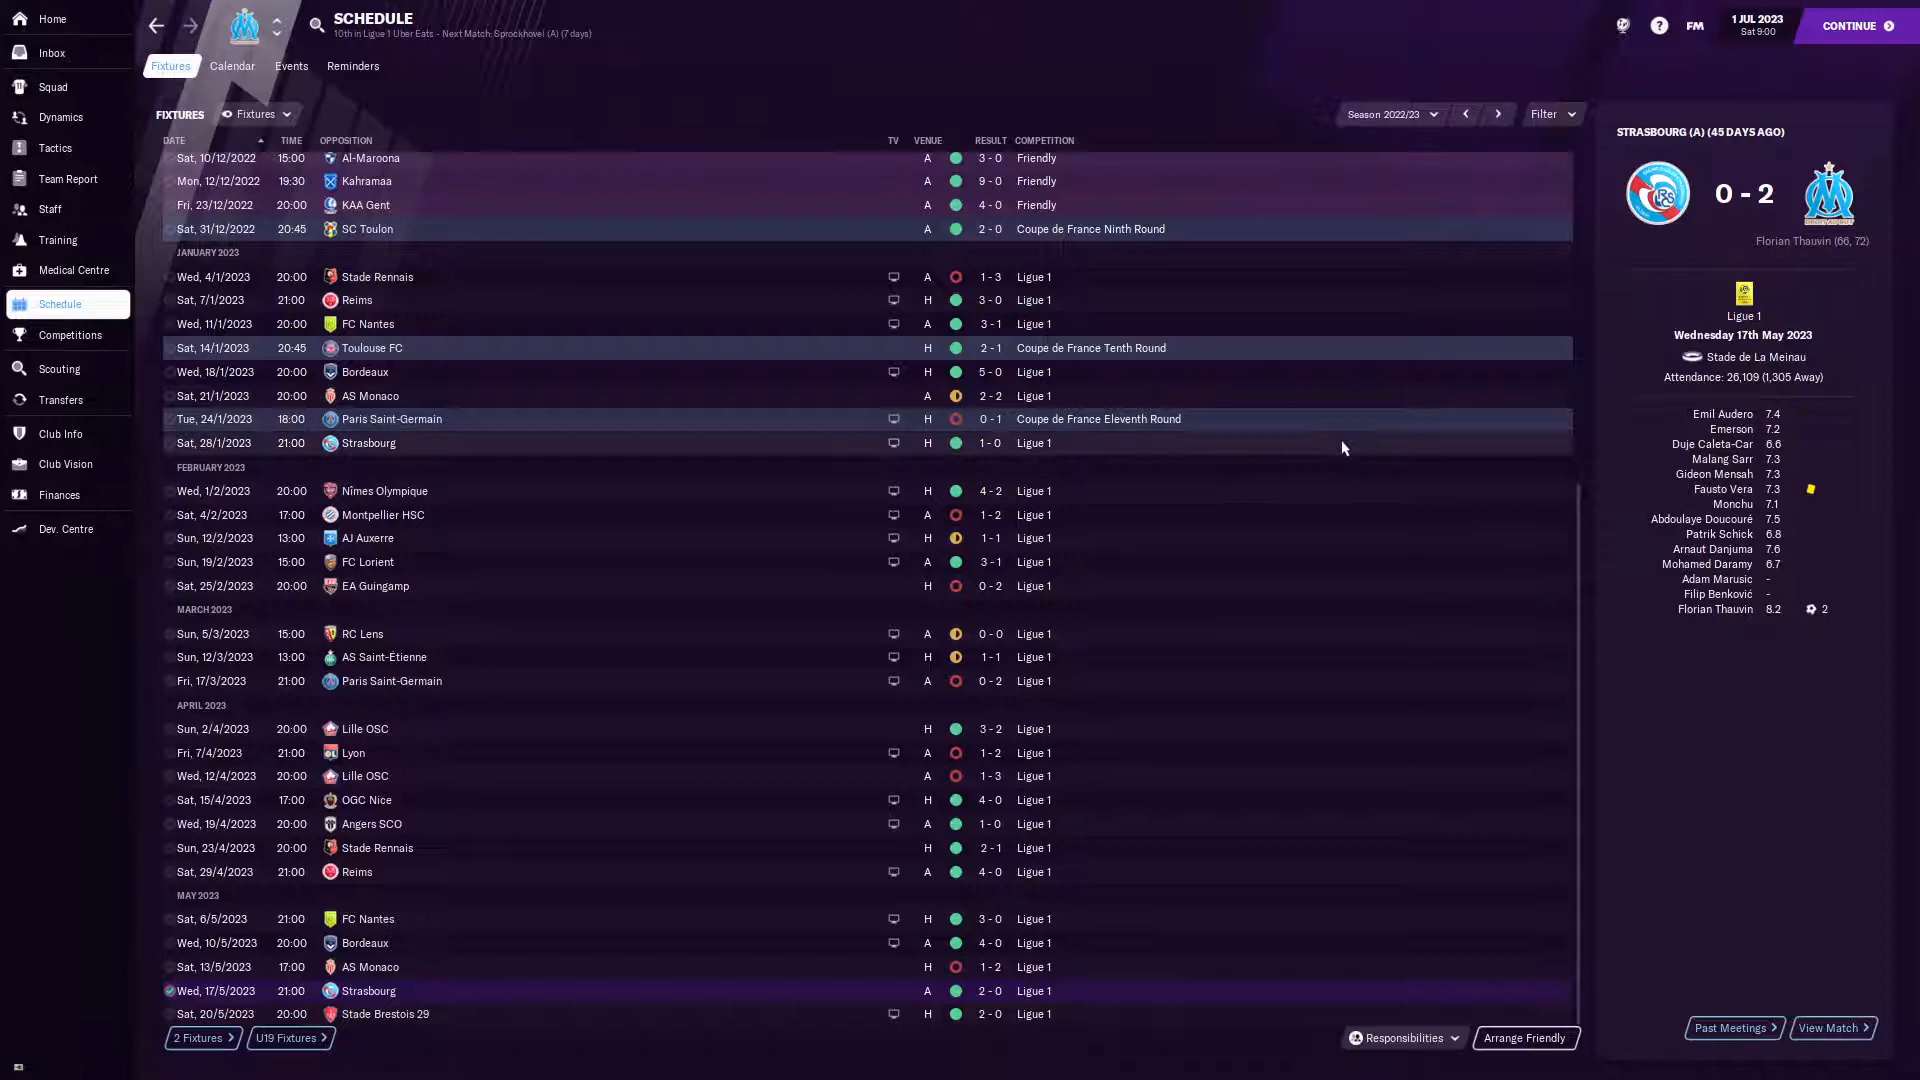 Home
Inbox
Squad
Dynamics
Tactics
Team Report
Staff
Training
Medical Centre
Schedule
Competitions
Scouting
Transfers
Club Info
Club Vision
Finances
Dev. Centre
SCHEDULE
10th in Ligue 1 Uber Eats - Next Match: Sprockhövel (A) (7 days)
? FM 1 JUL 2023 Sat 9:00 CONTINUE
Fixtures Calendar Events Reminders
FIXTURES Fixtures Season 2022/23 Filter
DATE TIME OPPOSITION TV VENUE RESULT COMPETITION
Sat, 10/12/2022 15:00 Al-Maroona A 3 - 0 Friendly
Mon, 12/12/2022 19:30 Kahramaa A 9 - 0 Friendly
Fri, 23/12/2022 20:00 KAA Gent A 4 - 0 Friendly
Sat, 31/12/2022 20:45 SC Toulon A 2 - 0 Coupe de France Ninth Round
JANUARY 2023
Wed, 4/1/2023 20:00 Stade Rennais A 1 - 3 Ligue 1
Sat, 7/1/2023 21:00 Reims H 3 - 0 Ligue 1
Wed, 11/1/2023 20:00 FC Nantes A 3 - 1 Ligue 1
Sat, 14/1/2023 20:45 Toulouse FC H 2 - 1 Coupe de France Tenth Round
Wed, 18/1/2023 20:00 Bordeaux H 5 - 0 Ligue 1
Sat, 21/1/2023 20:00 AS Monaco A 2 - 2 Ligue 1
Tue, 24/1/2023 18:00 Paris Saint-Germain H 0 - 1 Coupe de France Eleventh Round
Sat, 28/1/2023 21:00 Strasbourg H 1 - 0 Ligue 1
FEBRUARY 2023
Wed, 1/2/2023 20:00 Nîmes Olympique H 4 - 2 Ligue 1
Sat, 4/2/2023 17:00 Montpellier HSC A 1 - 2 Ligue 1
Sun, 12/2/2023 13:00 AJ Auxerre H 1 - 1 Ligue 1
Sun, 19/2/2023 15:00 FC Lorient A 3 - 1 Ligue 1
Sat, 25/2/2023 20:00 EA Guingamp H 0 - 2 Ligue 1
MARCH 2023
Sun, 5/3/2023 15:00 RC Lens A 0 - 0 Ligue 1
Sun, 12/3/2023 13:00 AS Saint-Étienne H 1 - 1 Ligue 1
Fri, 17/3/2023 21:00 Paris Saint-Germain A 0 - 2 Ligue 1
APRIL 2023
Sun, 2/4/2023 20:00 Lille OSC H 3 - 2 Ligue 1
Fri, 7/4/2023 21:00 Lyon A 1 - 2 Ligue 1
Wed, 12/4/2023 20:00 Lille OSC A 1 - 3 Ligue 1
Sat, 15/4/2023 17:00 OGC Nice H 4 - 0 Ligue 1
Wed, 19/4/2023 20:00 Angers SCO A 1 - 0 Ligue 1
Sun, 23/4/2023 20:00 Stade Rennais H 2 - 1 Ligue 1
Sat, 29/4/2023 21:00 Reims A 4 - 0 Ligue 1
MAY 2023
Sat, 6/5/2023 21:00 FC Nantes H 3 - 0 Ligue 1
Wed, 10/5/2023 20:00 Bordeaux A 4 - 0 Ligue 1
Sat, 13/5/2023 17:00 AS Monaco H 1 - 2 Ligue 1
Wed, 17/5/2023 21:00 Strasbourg A 2 - 0 Ligue 1
Sat, 20/5/2023 20:00 Stade Brestois 29 H 2 - 0 Ligue 1
2 Fixtures U19 Fixtures Responsibilities Arrange Friendly
STRASBOURG (A) (45 DAYS AGO)
0 - 2
Florian Thauvin (66, 72)
Ligue 1
Wednesday 17th May 2023
Stade de La Meinau
Attendance: 26,109 (1,305 Away)
Emil Audero 7.4
Emerson 7.2
Duje Caleta-Car 6.6
Malang Sarr 7.3
Gideon Mensah 7.3
Fausto Vera 7.3
Monchu 7.1
Abdoulaye Doucouré 7.5
Patrik Schick 6.8
Arnaut Danjuma 7.6
Mohamed Daramy 6.7
Adam Marusic -
Filip Benković -
Florian Thauvin 8.2 2
Past Meetings View Match